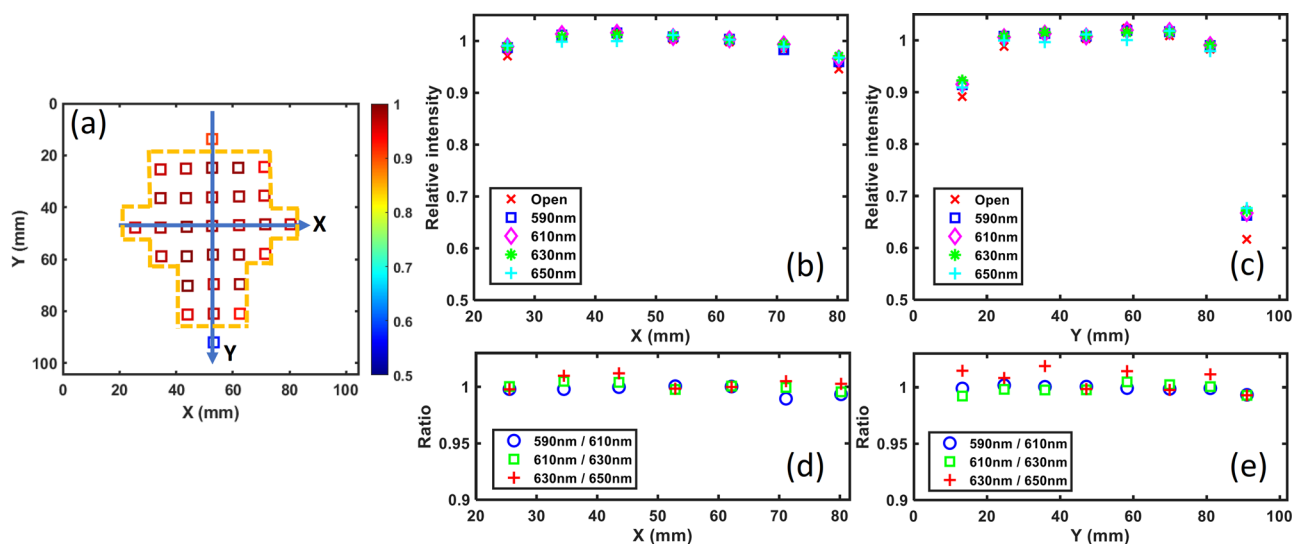 (a)
0
20
40
60
80
100
Y (mm)
0 20 40 60 80 100
X (mm)
X
Y
1
0.9
0.8
0.7
0.6
0.5
1
0.9
0.8
0.7
0.6
0.5
Relative intensity
Open
590nm
610nm
630nm
650nm
(b)
20 30 40 50 60 70 80
X (mm)
1
0.9
0.8
0.7
0.6
0.5
Relative intensity
Open
590nm
610nm
630nm
650nm
(c)
0 20 40 60 80 100
Y (mm)
1
0.95
0.9
Ratio
590nm / 610nm
610nm / 630nm
630nm / 650nm
(d)
20 30 40 50 60 70 80
X (mm)
1
0.95
0.9
Ratio
590nm / 610nm
610nm / 630nm
630nm / 650nm
(e)
0 20 40 60 80 100
Y (mm)